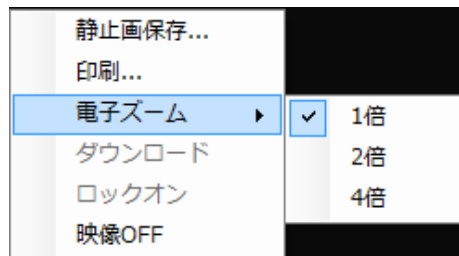 静止画保存...
印刷...
電子ズーム
1倍
ダウンロード
2倍
ロックオン
4倍
映像OFF